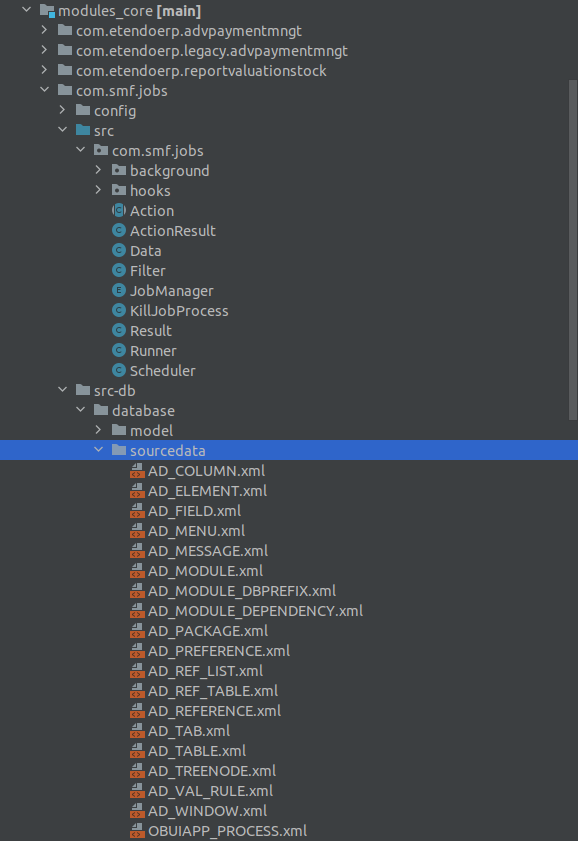 modules_core [main]
com.etendoerp.advpaymentmngt
com.etendoerp.legacy.advpaymentmngt
com.etendoerp.reportvaluationstock
com.smf.jobs
config
src
com.smf.jobs
background
hooks
Action
ActionResult
Data
Filter
JobManager
KillJobProcess
Result
Runner
Scheduler
src-db
database
model
sourcedata
AD_COLUMN.xml
AD_ELEMENT.xml
AD_FIELD.xml
AD_MENU.xml
AD_MESSAGE.xml
AD_MODULE.xml
AD_MODULE_DBPREFIX.xml
AD_MODULE_DEPENDENCY.xml
AD_PACKAGE.xml
AD_PREFERENCE.xml
AD_REF_LIST.xml
AD_REF_TABLE.xml
AD_REFERENCE.xml
AD_TAB.xml
AD_TABLE.xml
AD_TREENODE.xml
AD_VAL_RULE.xml
AD_WINDOW.xml
OBUIAPP_PROCESS.xml